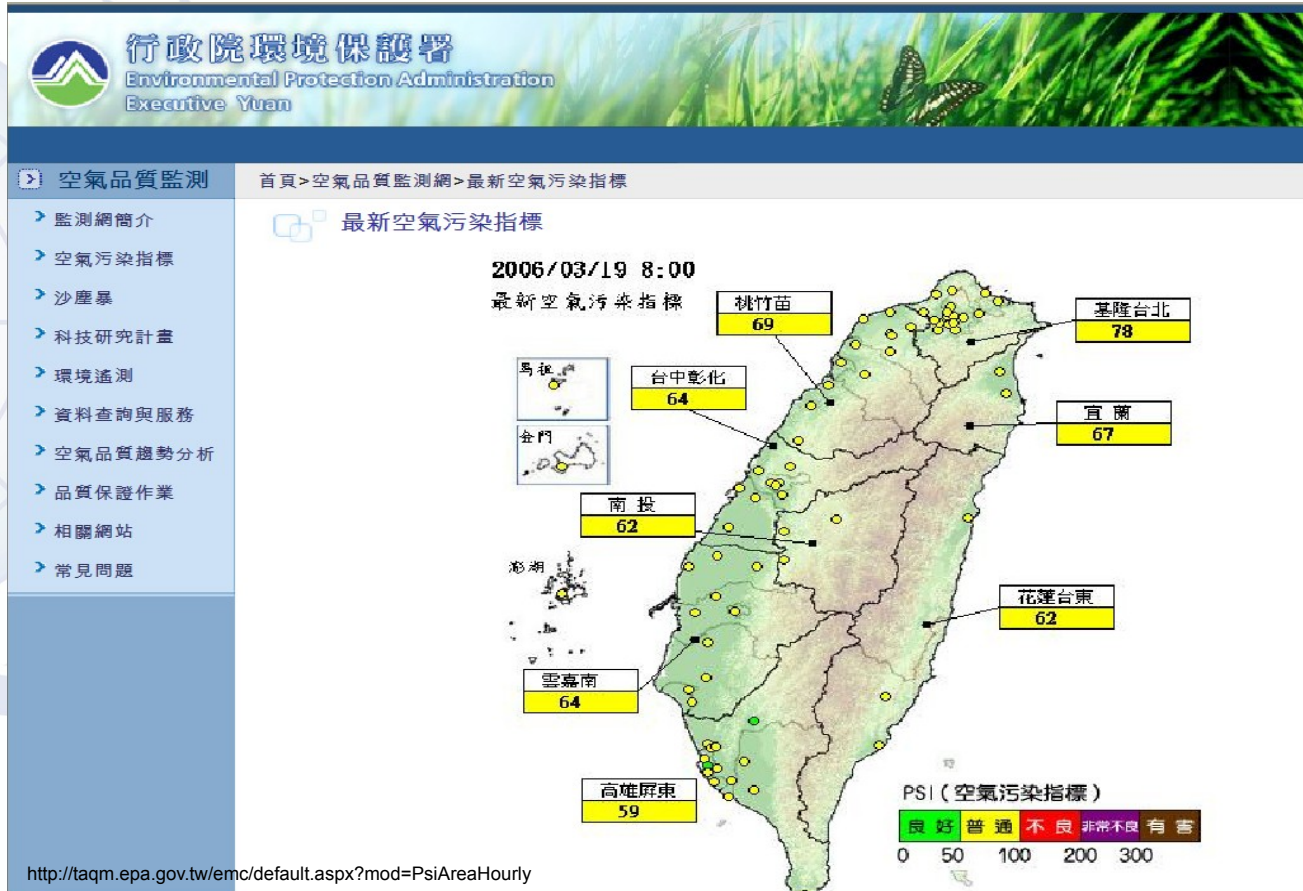 行政院環境保護署
Environmental Protection Administration
Executive Yuan
空氣品質監測
首頁>空氣品質監測網>最新空氣污染指標
監測網簡介
空氣污染指標
沙塵暴
科技研究計畫
環境遙測
資料查詢與服務
空氣品質趨勢分析
品質保證作業
相關網站
常見問題
最新空氣污染指標
2006/03/19 8:00
最新空氣污染指標
桃竹苗
69
基隆台北
78
馬祖
台中彰化
64
宜蘭
67
金門
南投
62
澎湖
花蓮台東
62
雲嘉南
64
高雄屏東
59
PSI(空氣污染指標)
良好 普通 不良 非常不良 有害
0 50 100 200 300
http://taqm.epa.gov.tw/emc/default.aspx?mod=PsiAreaHourly